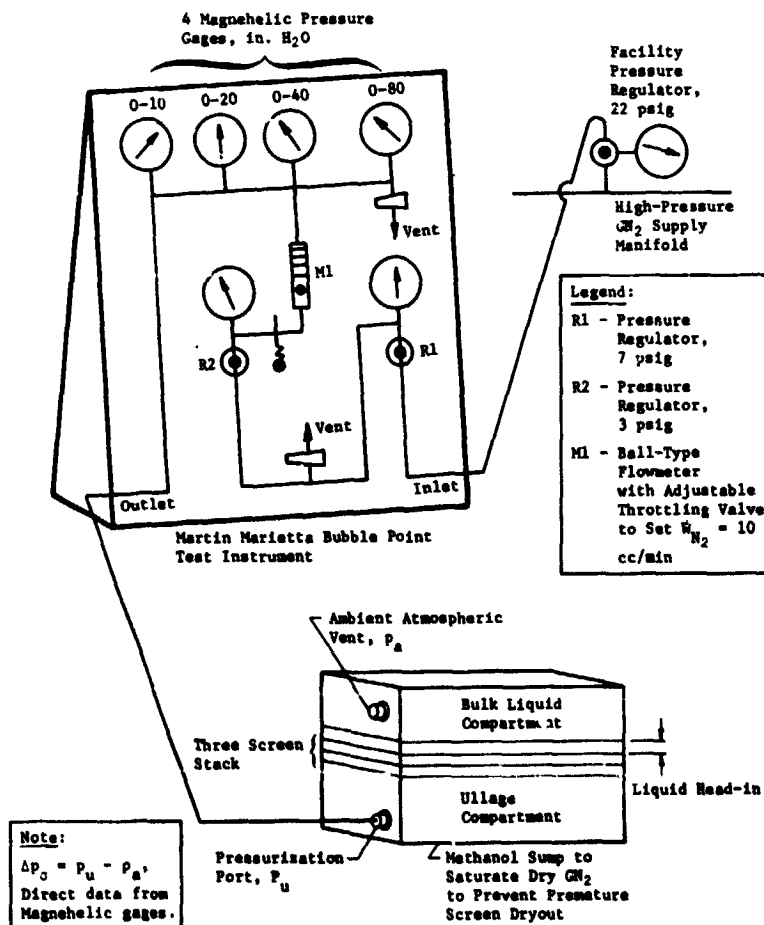 4 Magnehelic Pressure
Gages, in. H2O
0-10
0-20
0-40
0-80
Vent
M1
R2
R1
Vent
Outlet
Inlet
Martin Marietta Bubble Point
Test Instrument
Facility
Pressure
Regulator,
22 psig
High-Pressure
GN2 Supply
Manifold
Legend:
R1 - Pressure
Regulator,
7 psig
R2 - Pressure
Regulator,
3 psig
M1 - Ball-Type
Flowmeter
with Adjustable
Throttling Valve
to Set ẆN2 = 10
cc/min
Ambient Atmospheric
Vent, pa
Bulk Liquid
Compartment
Three Screen
Stack
Liquid Head-in
Ullage
Compartment
Pressurization
Port, Pu
Methanol Sump to
Saturate Dry GN2
to Prevent Premature
Screen Dryout
Note:
Δpc = pu - pa,
Direct data from
Magnehelic gages.